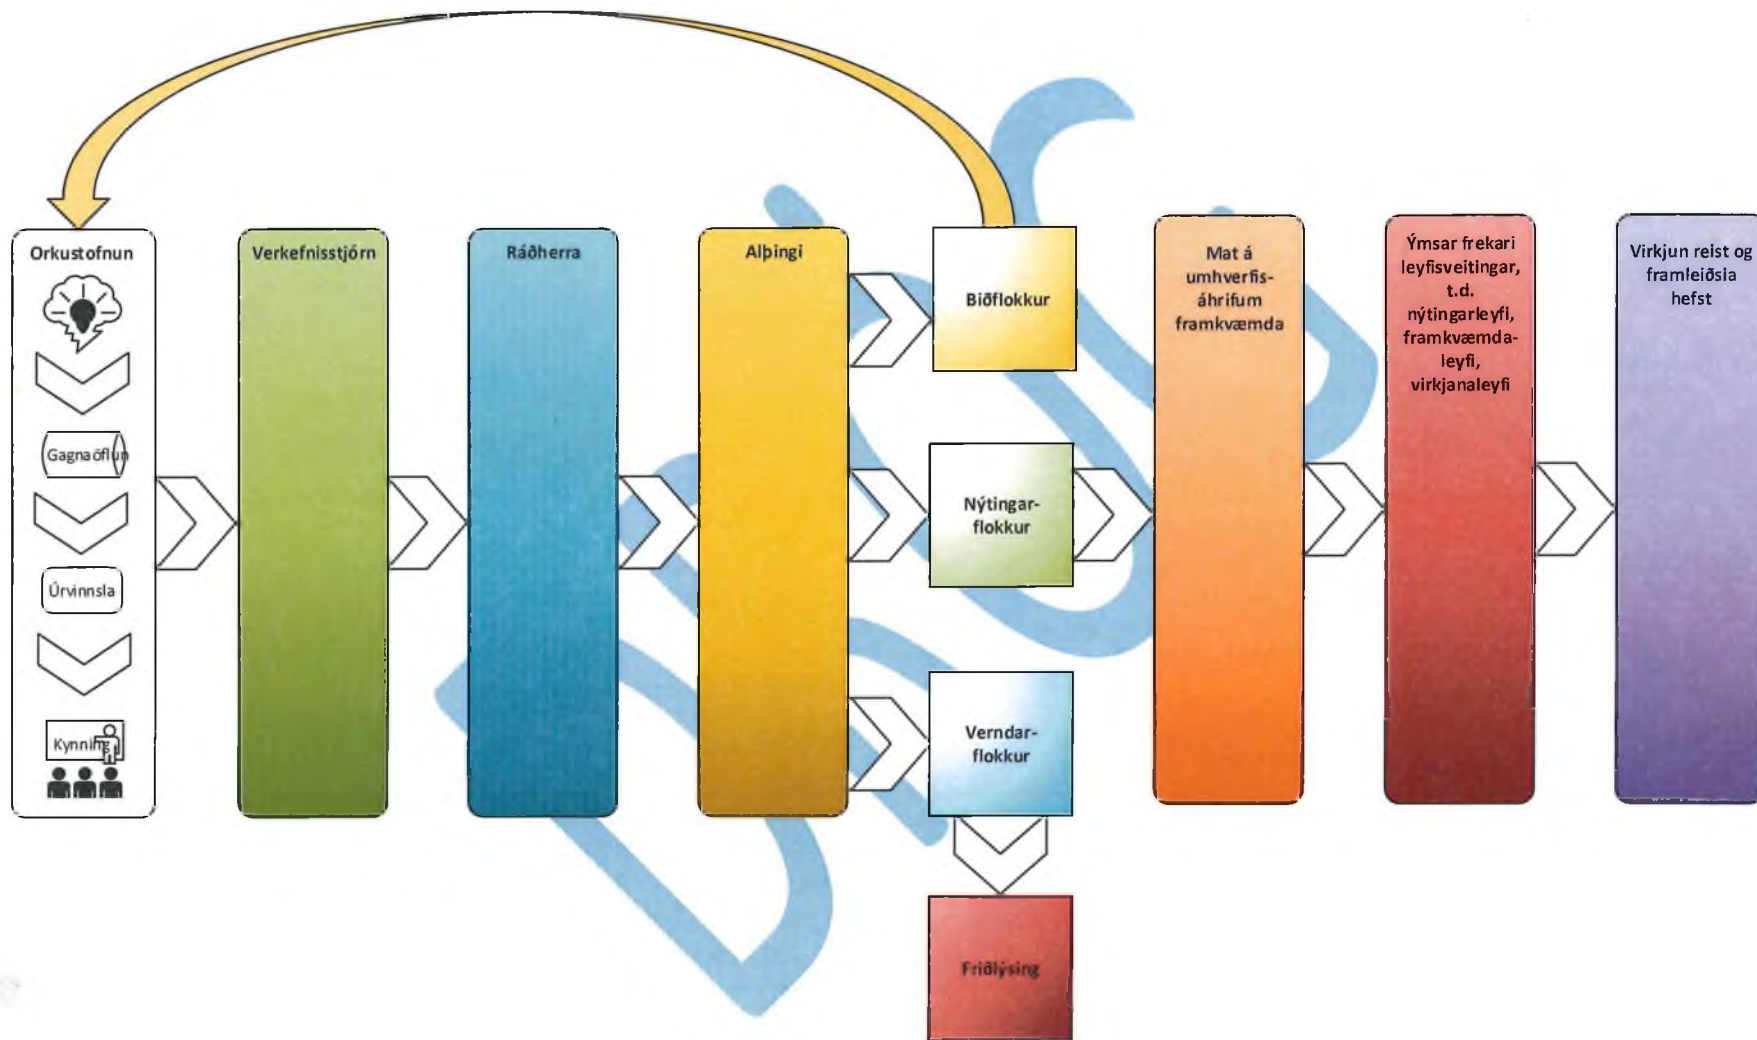 Orkustofnun
Gagnaöflun
Úrvinnsla
Kynning
Verkefnisstjórn
Ráðherra
Alþingi
Biðflokkur
Nýtingar-
flokkur
Verndar-
flokkur
Friðlýsing
Mat á
umhverfis-
áhrifum
framkvæmda
Ýmsar frekari
leyfisveitingar,
t.d.
nýtingarleyfi,
framkvæmda-
leyfi,
virkjanaleyfi
Virkjun reist og
framleiðsla
hefst